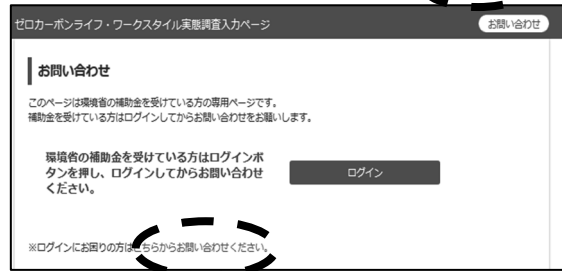 ゼロカーボンライフ・ワークスタイル実態調査入力ページ
お問い合わせ
お問い合わせ
このページは環境省の補助金を受けている方の専用ページです。
補助金を受けている方はログインしてからお問い合わせをお願いします。
環境省の補助金を受けている方はログインボ
タンを押し、ログインしてからお問い合わせ
ください。
ログイン
※ログインにお困りの方はこちらからお問い合わせください。